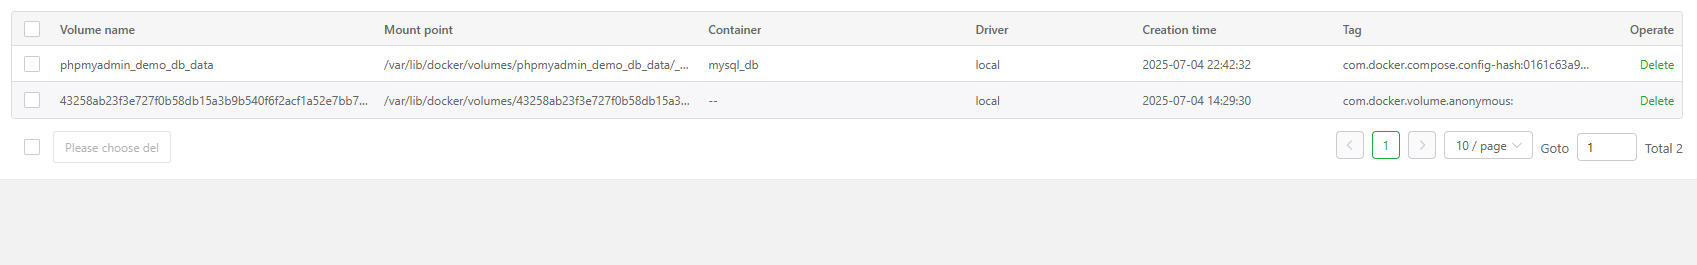 Volume name Mount point Container Driver Creation time Tag Operate
phpmyadmin_demo_db_data /var/lib/docker/volumes/phpmyadmin_demo_db_data/_... mysql_db local 2025-07-04 22:42:32 com.docker.compose.config-hash:0161c63a9... Delete
43258ab23f3e727f0b58db15a3b9b540f6f2acf1a52e7bb7... /var/lib/docker/volumes/43258ab23f3e727f0b58db15a3... -- local 2025-07-04 14:29:30 com.docker.volume.anonymous: Delete
Please choose del 1 10 / page Goto 1 Total 2